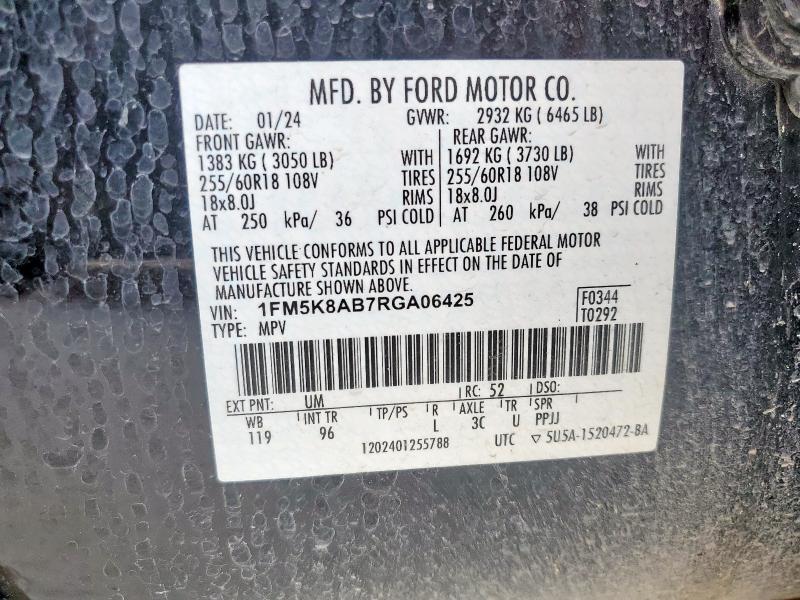 MFD. BY FORD MOTOR CO.
DATE: 01/24 GVWR: 2932 KG ( 6465 LB)
FRONT GAWR: REAR GAWR:
1383 KG ( 3050 LB) WITH 1692 KG ( 3730 LB) WITH
255/60R18 108V TIRES 255/60R18 108V TIRES
18x8.0J RIMS 18x8.0J RIMS
AT 250 kPa/ 36 PSI COLD AT 260 kPa/ 38 PSI COLD
THIS VEHICLE CONFORMS TO ALL APPLICABLE FEDERAL MOTOR
VEHICLE SAFETY STANDARDS IN EFFECT ON THE DATE OF
MANUFACTURE SHOWN ABOVE.
VIN: 1FM5K8AB7RGA06425 F0344
TYPE: MPV T0292
EXT PNT: UM RC: 52 DSO:
WB INT TR TP/PS R AXLE TR SPR
119 96 L 3C U PPJJ
1202401255788 UTC ▽ 5U5A-1520472-BA